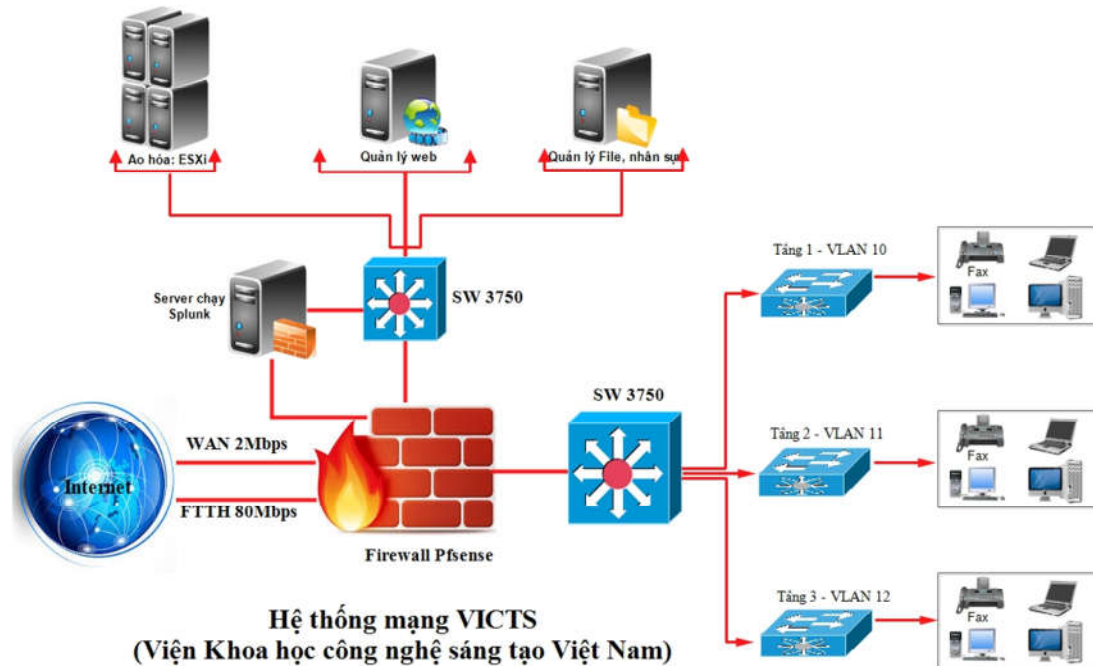 Ao hóa: ESXi
Quản lý web
Quản lý File, nhân sự
Server chạy
Splunk
SW 3750
Internet
WAN 2Mbps
FTTH 80Mbps
Firewall Pfsense
SW 3750
Tầng 1 - VLAN 10
Fax
Tầng 2 - VLAN 11
Fax
Tầng 3 - VLAN 12
Fax
Hệ thống mạng VICTS
(Viện Khoa học công nghệ sáng tạo Việt Nam)